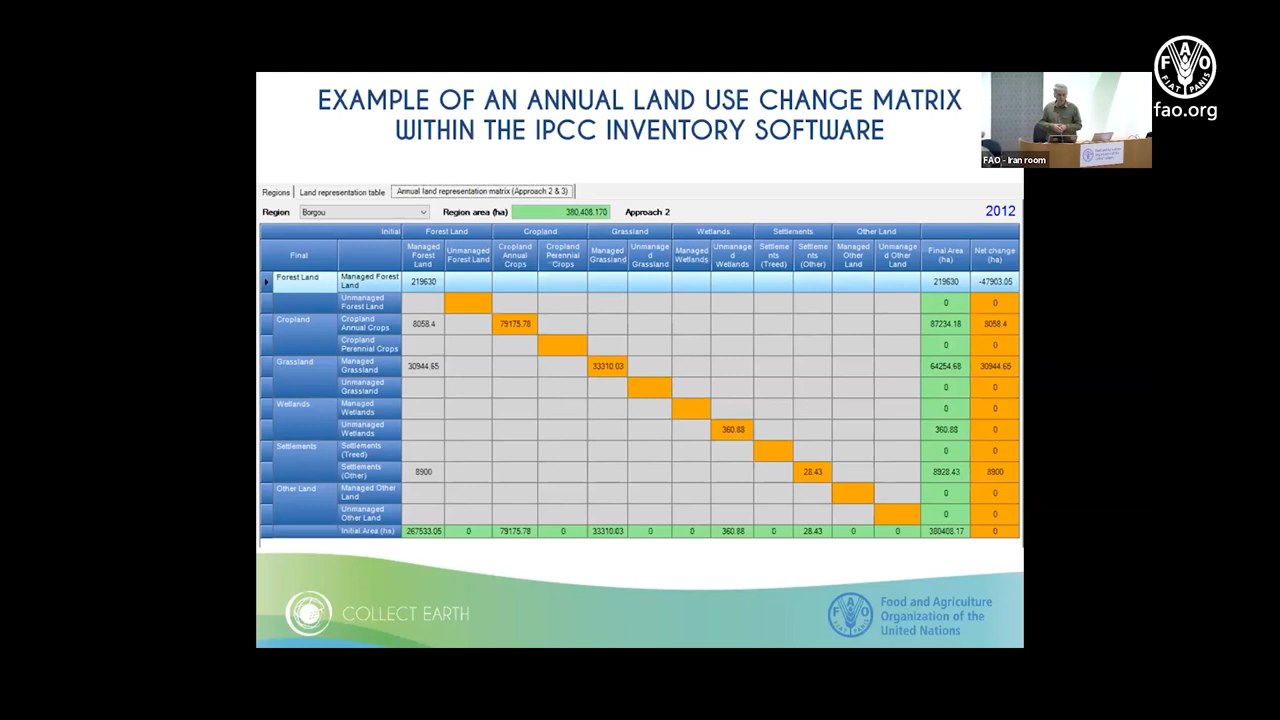 EXAMPLE OF AN ANNUAL LAND USE CHANGE MATRIX
WITHIN THE IPCC INVENTORY SOFTWARE
FAO - Iran room
FAO
FIAT PANIS
fao.org
Regions | Land representation table | Annual land representation matrix (Approach 2 & 3)
Region Borgou Region area (ha) 380,408.170 Approach 2 2012
Initial Forest Land Cropland Grassland Wetlands Settlements Other Land
Final Managed Forest Land Unmanaged Forest Land Cropland Annual Crops Cropland Perennial Crops Managed Grassland Unmanaged Grassland Managed Wetlands Unmanaged Wetlands Settlements (Treed) Settlements (Other) Managed Other Land Unmanaged Other Land Final Area (ha) Net change (ha)
Forest Land Managed Forest Land 219630 219630 -47903.05
Unmanaged Forest Land 0 0
Cropland Cropland Annual Crops 8058.4 79175.78 87234.18 8058.4
Cropland Perennial Crops 0 0
Grassland Managed Grassland 30944.65 33310.03 64254.68 30944.65
Unmanaged Grassland 0 0
Wetlands Managed Wetlands 0 0
Unmanaged Wetlands 360.88 360.88 0
Settlements Settlements (Treed) 0 0
Settlements (Other) 8900 28.43 8928.43 8900
Other Land Managed Other Land 0 0
Unmanaged Other Land 0 0
Initial Area (ha) 267533.05 0 79175.78 0 33310.03 0 0 360.88 0 28.43 0 0 380408.17 0
COLLECT EARTH
FAO
FIAT PANIS
Food and Agriculture
Organization of the
United Nations